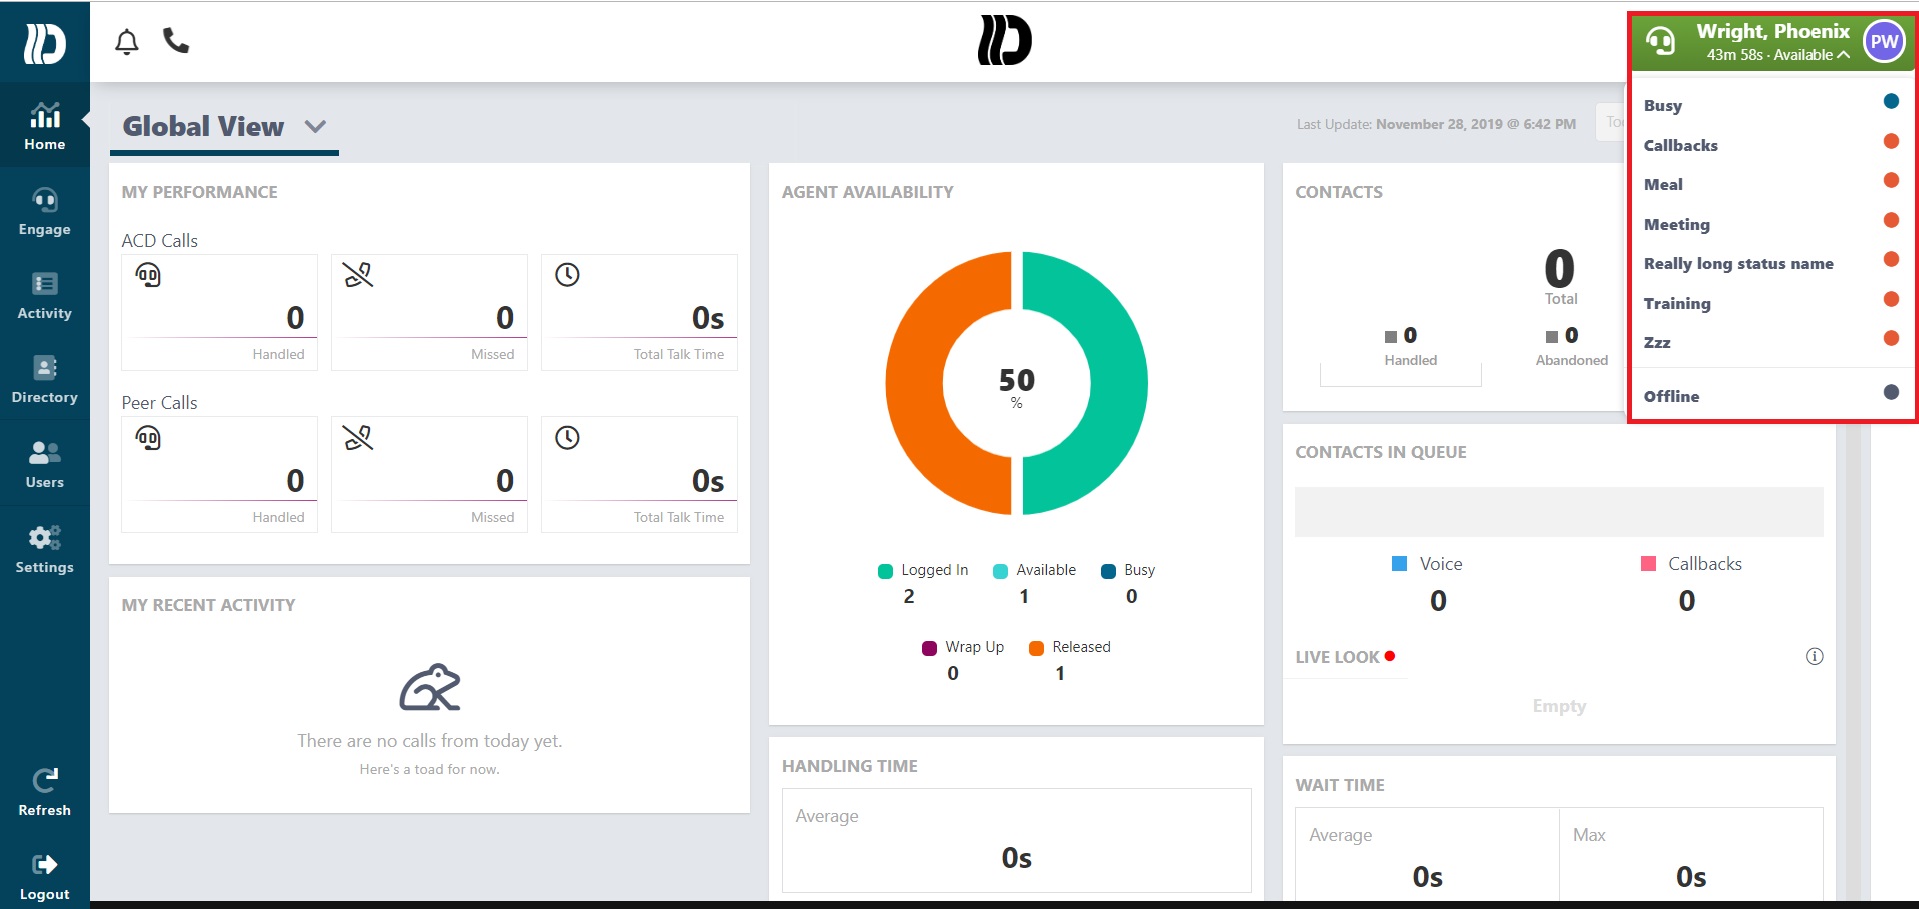 Wright, Phoenix
43m 58s · Available
PW
Busy
Callbacks
Meal
Meeting
Really long status name
Training
Zzz
Offline
Home
Engage
Activity
Directory
Users
Settings
Refresh
Logout
Global View
Last Update: November 28, 2019 @ 6:42 PM
MY PERFORMANCE
ACD Calls
0
Handled
0
Missed
0s
Total Talk Time
Peer Calls
0
Handled
0
Missed
0s
Total Talk Time
MY RECENT ACTIVITY
There are no calls from today yet.
Here's a toad for now.
AGENT AVAILABILITY
50
%
Logged In
2
Available
1
Busy
0
Wrap Up
0
Released
1
HANDLING TIME
Average
0s
CONTACTS
0
Total
0
Handled
0
Abandoned
CONTACTS IN QUEUE
Voice
0
Callbacks
0
LIVE LOOK
Empty
WAIT TIME
Average
0s
Max
0s